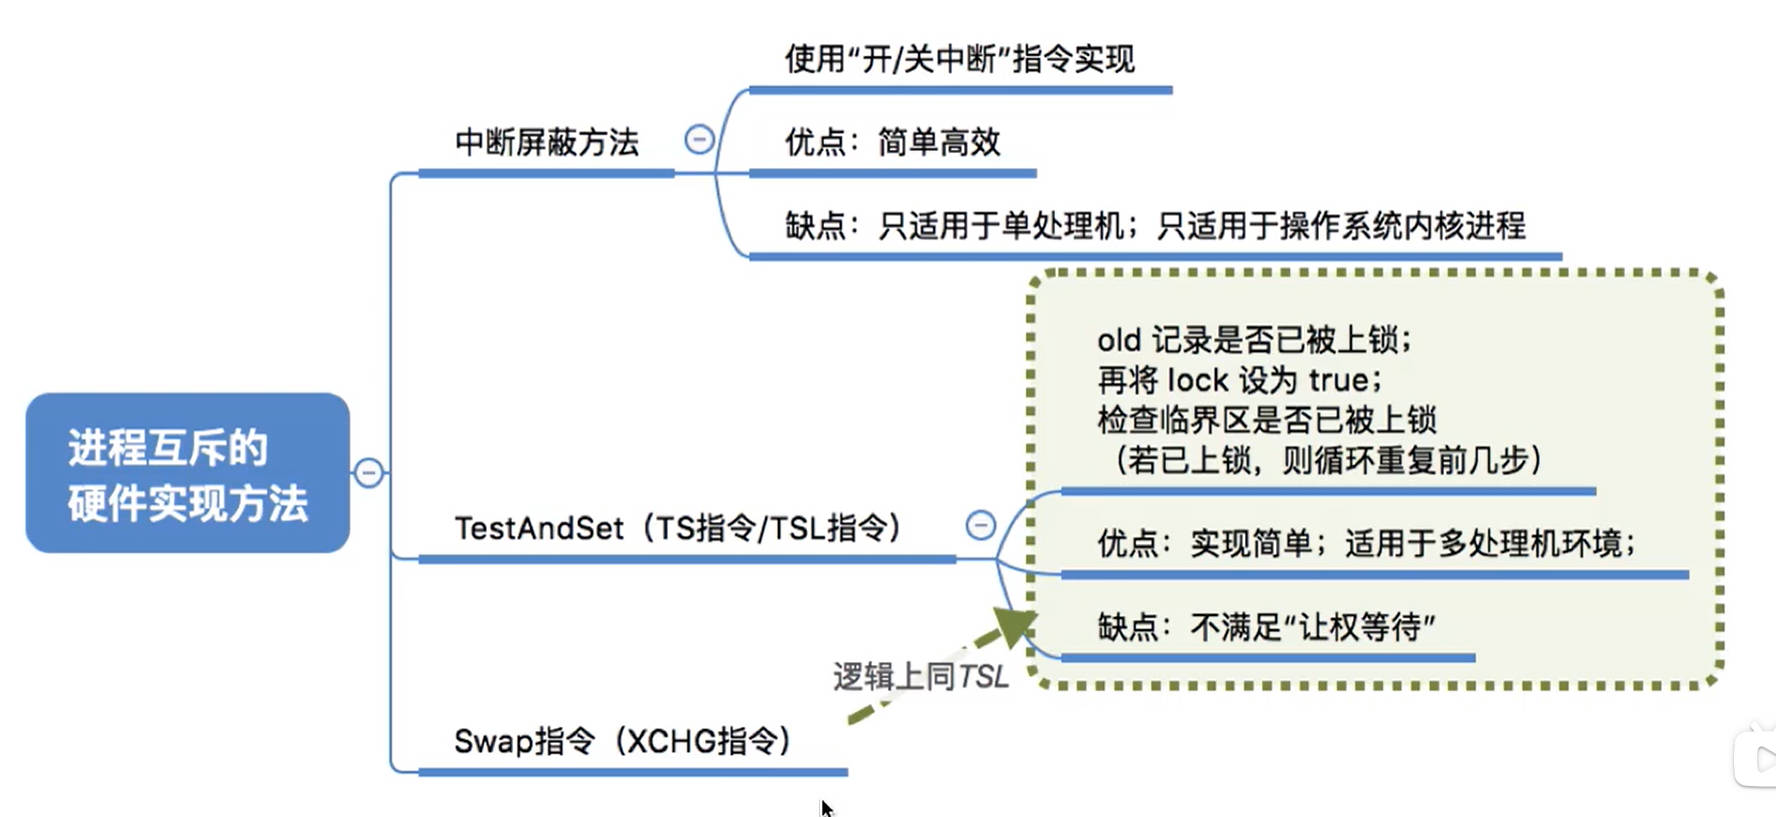 使用“开/关中断”指令实现
中断屏蔽方法
优点：简单高效
缺点：只适用于单处理机；只适用于操作系统内核进程
old 记录是否已被上锁；
再将 lock 设为 true；
检查临界区是否已被上锁
（若已上锁，则循环重复前几步）
进程互斥的
硬件实现方法
TestAndSet（TS指令/TSL指令）
优点：实现简单；适用于多处理机环境；
缺点：不满足“让权等待”
逻辑上同TSL
Swap指令（XCHG指令）